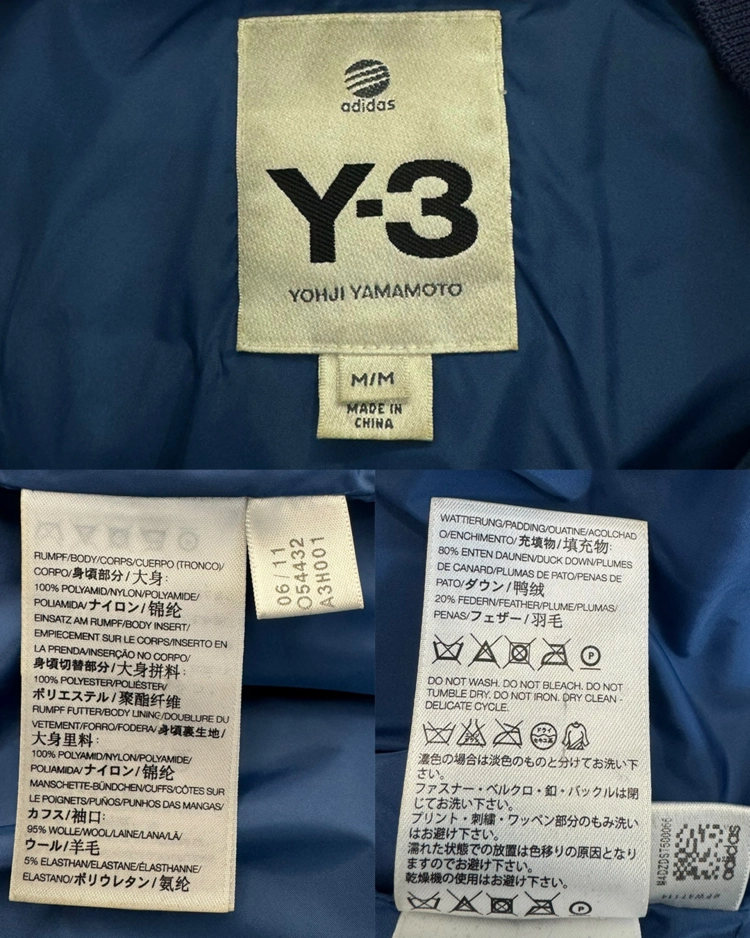 adidas
Y-3
YOHJI YAMAMOTO
M/M
MADE IN
CHINA
RUMPF/BODY/CORPS/CUERPO (TRONCO)/
CORPO/身頃部分/大身:
100% POLYAMID/NYLON/POLYAMIDE/
POLIAMIDA/ナイロン/锦纶
EINSATZ AM RUMPF/BODY INSERT/
EMPIECEMENT SUR LE CORPS/INSERTO EN
LA PRENDA/INSERÇÃO NO CORPO/
身頃切替部分/大身拼料:
100% POLYESTER/POLIÉSTER/
ポリエステル/聚酯纤维
RUMPF FUTTER/BODY LINING/DOUBLURE DU
VETEMENT/FORRO/FODERA/身頃裏生地/
大身里料:
100% POLYAMID/NYLON/POLYAMIDE/
POLIAMIDA/ナイロン/锦纶
MANSCHETTE-BÜNDCHEN/CUFFS/CÔTES SUR
LE POIGNETS/PUÑOS/PUNHOS DAS MANGAS/
カフス/袖口:
95% WOLLE/WOOL/LAINE/LANA/LÃ/
ウール/羊毛
5% ELASTHAN/ELASTANE/ÉLASTHANNE/
ELASTANO/ポリウレタン/氨纶
06/11
O54432
A3H001
WATTIERUNG/PADDING/OUATINE/ACOLCHAD
O/ENCHIMENTO/充填物/填充物:
80% ENTEN DAUNEN/DUCK DOWN/PLUMES
DE CANARD/PLUMAS DE PATO/PENAS DE
PATO/ダウン/鸭绒
20% FEDERN/FEATHER/PLUME/PLUMAS/
PENAS/フェザー/羽毛
P
DO NOT WASH. DO NOT BLEACH. DO NOT
TUMBLE DRY. DO NOT IRON. DRY CLEAN -
DELICATE CYCLE.
ドライ
セキユ系
濃色の場合は淡色のものと分けてお洗い下
さい。
ファスナー・ベルクロ・釦・バックルは閉
じてお洗い下さい。
プリント・刺繍・ワッペン部分のもみ洗い
はお避け下さい。
濡れた状態での放置は色移りの原因となり
ますのでお避け下さい。
乾燥機の使用はお避け下さい。
P
adidas